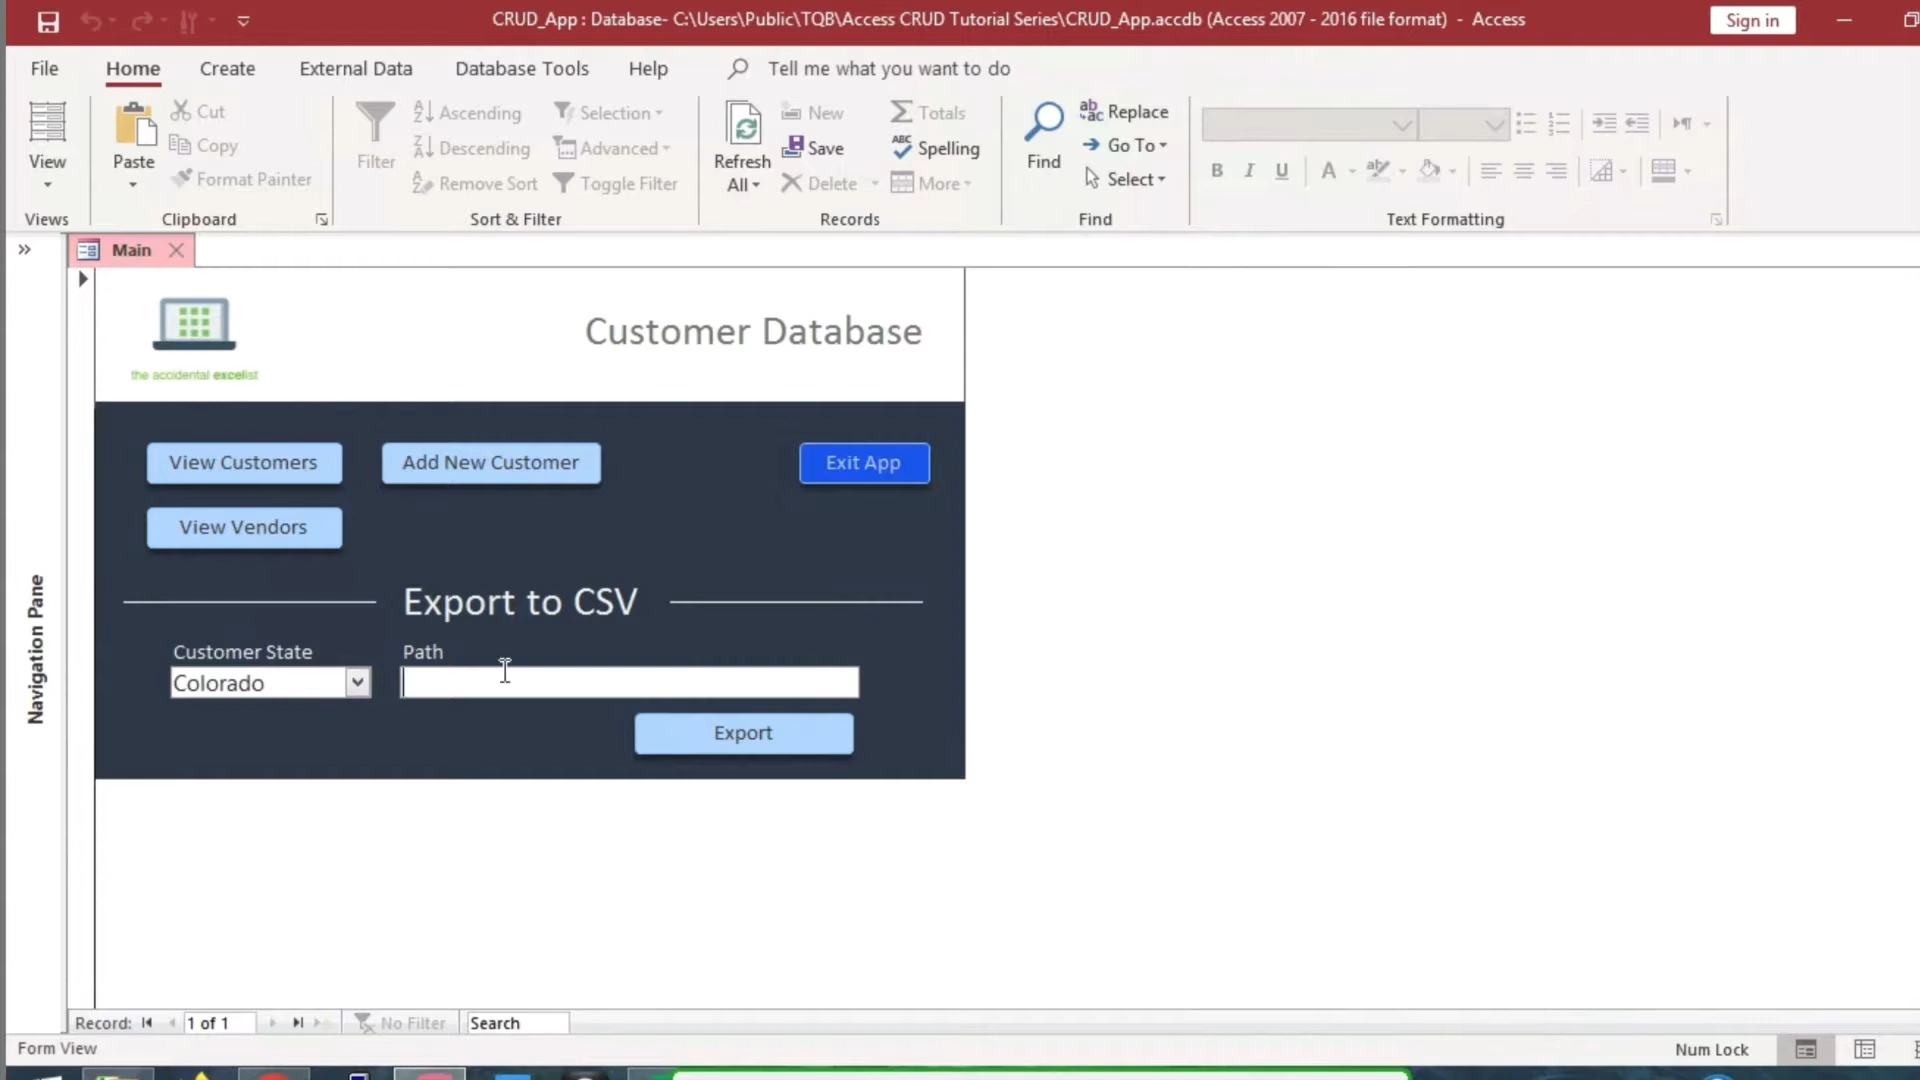 CRUD_App : Database- C:\Users\Public\TQB\Access CRUD Tutorial Series\CRUD_App.accdb (Access 2007 - 2016 file format) - Access
Sign in
File Home Create External Data Database Tools Help Tell me what you want to do
View
Views
Paste
Cut
Copy
Format Painter
Clipboard
Filter
Ascending
Descending
Remove Sort
Selection
Advanced
Toggle Filter
Sort & Filter
Refresh
All
New
Save
Delete
Totals
Spelling
More
Records
Find
Replace
Go To
Select
Find
B I U A
Text Formatting
Main
Navigation Pane
the accidental excelist
Customer Database
View Customers
Add New Customer
Exit App
View Vendors
Export to CSV
Customer State
Path
Colorado
Export
Record: 1 of 1 No Filter Search
Form View
Num Lock